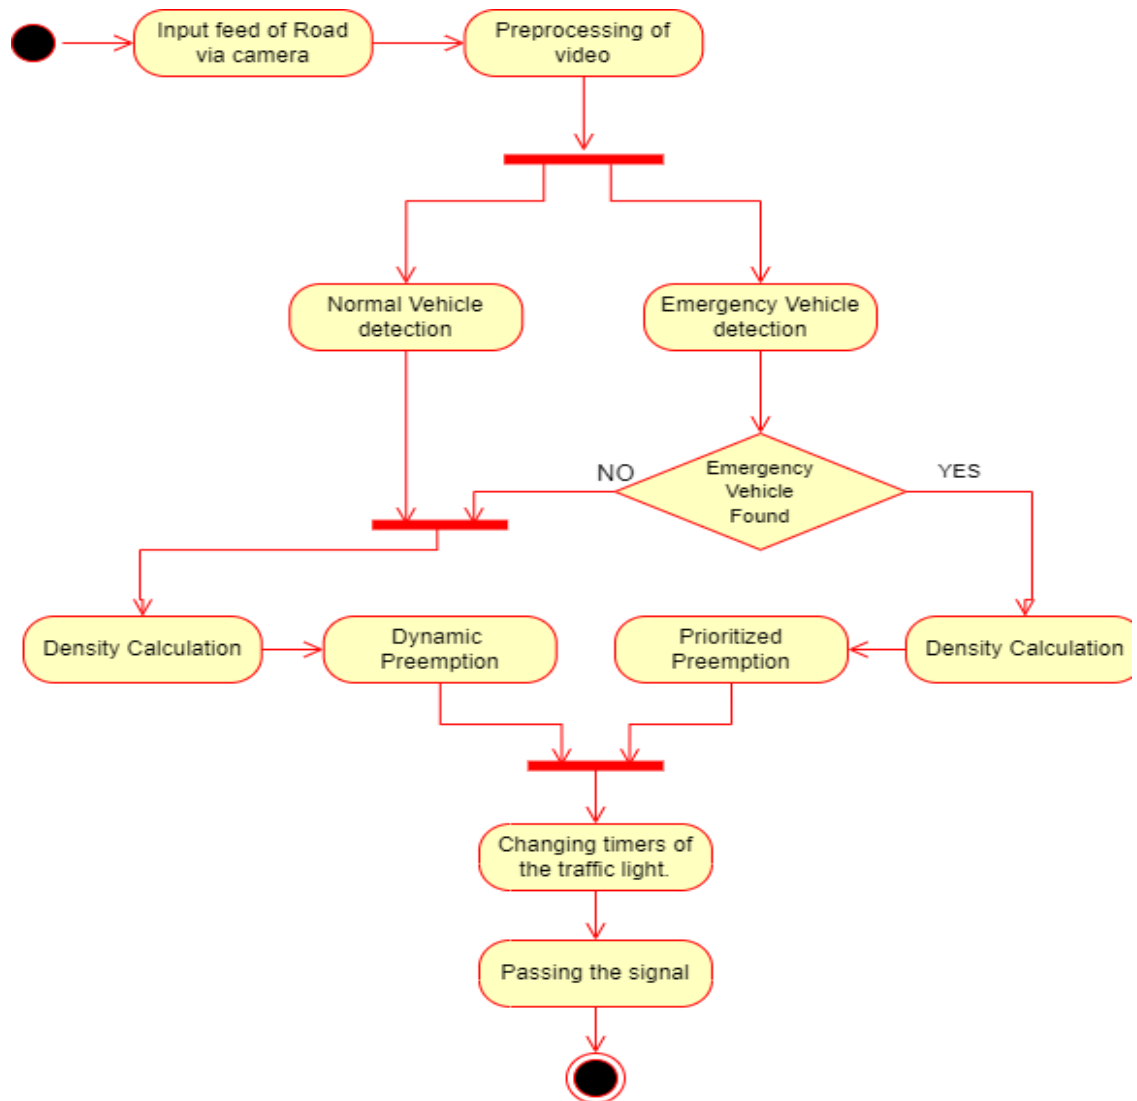 Input feed of Road
via camera
Preprocessing of
video
Normal Vehicle
detection
Emergency Vehicle
detection
NO
Emergency
Vehicle
Found
YES
Density Calculation
Dynamic
Preemption
Prioritized
Preemption
Density Calculation
Changing timers of
the traffic light.
Passing the signal